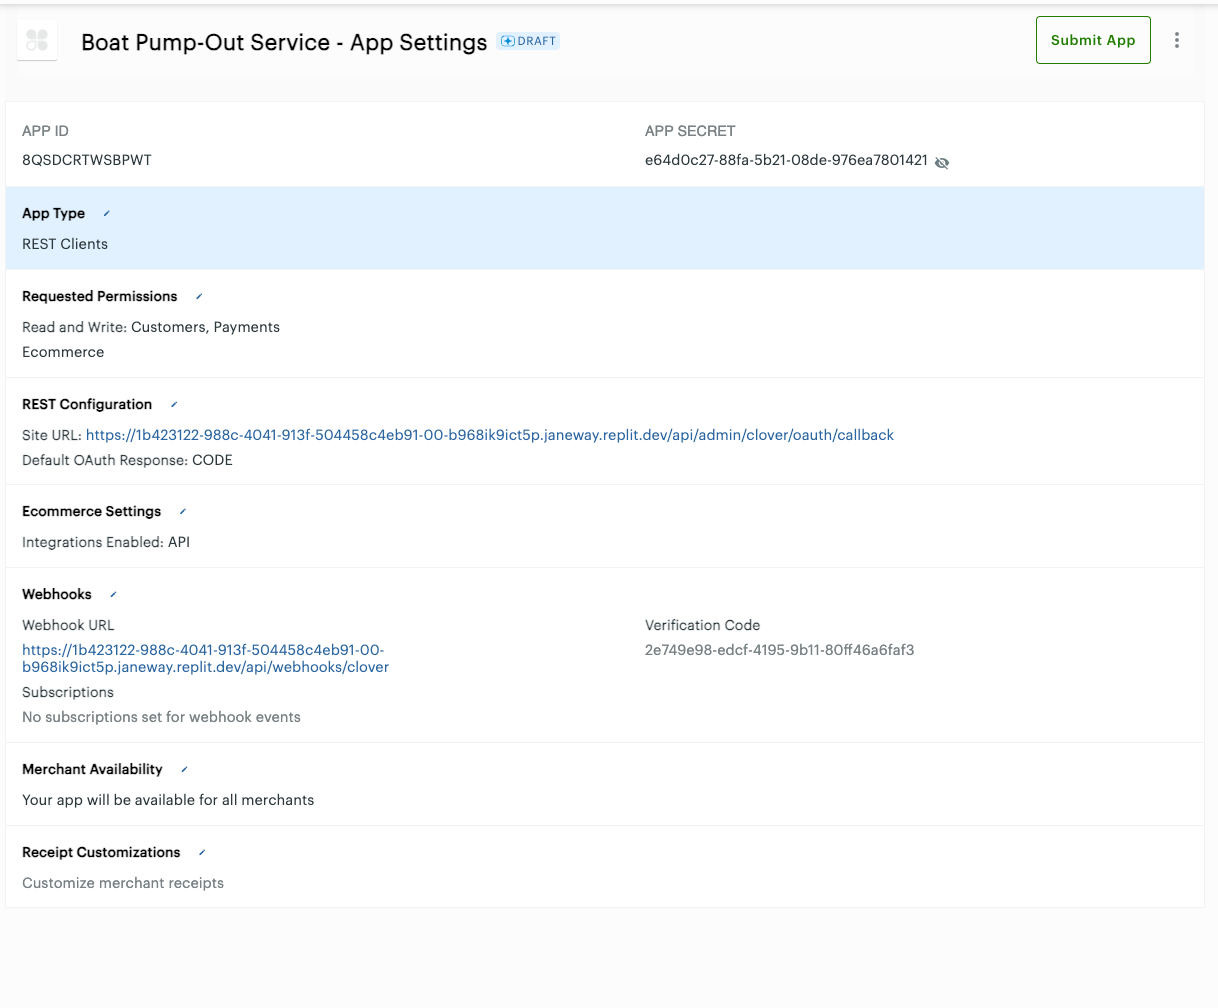 Boat Pump-Out Service - App Settings
DRAFT
Submit App
APP ID
APP SECRET
8QSDCRTWSBPWT
e64d0c27-88fa-5b21-08de-976ea7801421
App Type
REST Clients
Requested Permissions
Read and Write: Customers, Payments
Ecommerce
REST Configuration
Site URL: https://1b423122-988c-4041-913f-504458c4eb91-00-b968ik9ict5p.janeway.replit.dev/api/admin/clover/oauth/callback
Default OAuth Response: CODE
Ecommerce Settings
Integrations Enabled: API
Webhooks
Webhook URL
Verification Code
https://1b423122-988c-4041-913f-504458c4eb91-00-
b968ik9ict5p.janeway.replit.dev/api/webhooks/clover
2e749e98-edcf-4195-9b11-80ff46a6faf3
Subscriptions
No subscriptions set for webhook events
Merchant Availability
Your app will be available for all merchants
Receipt Customizations
Customize merchant receipts